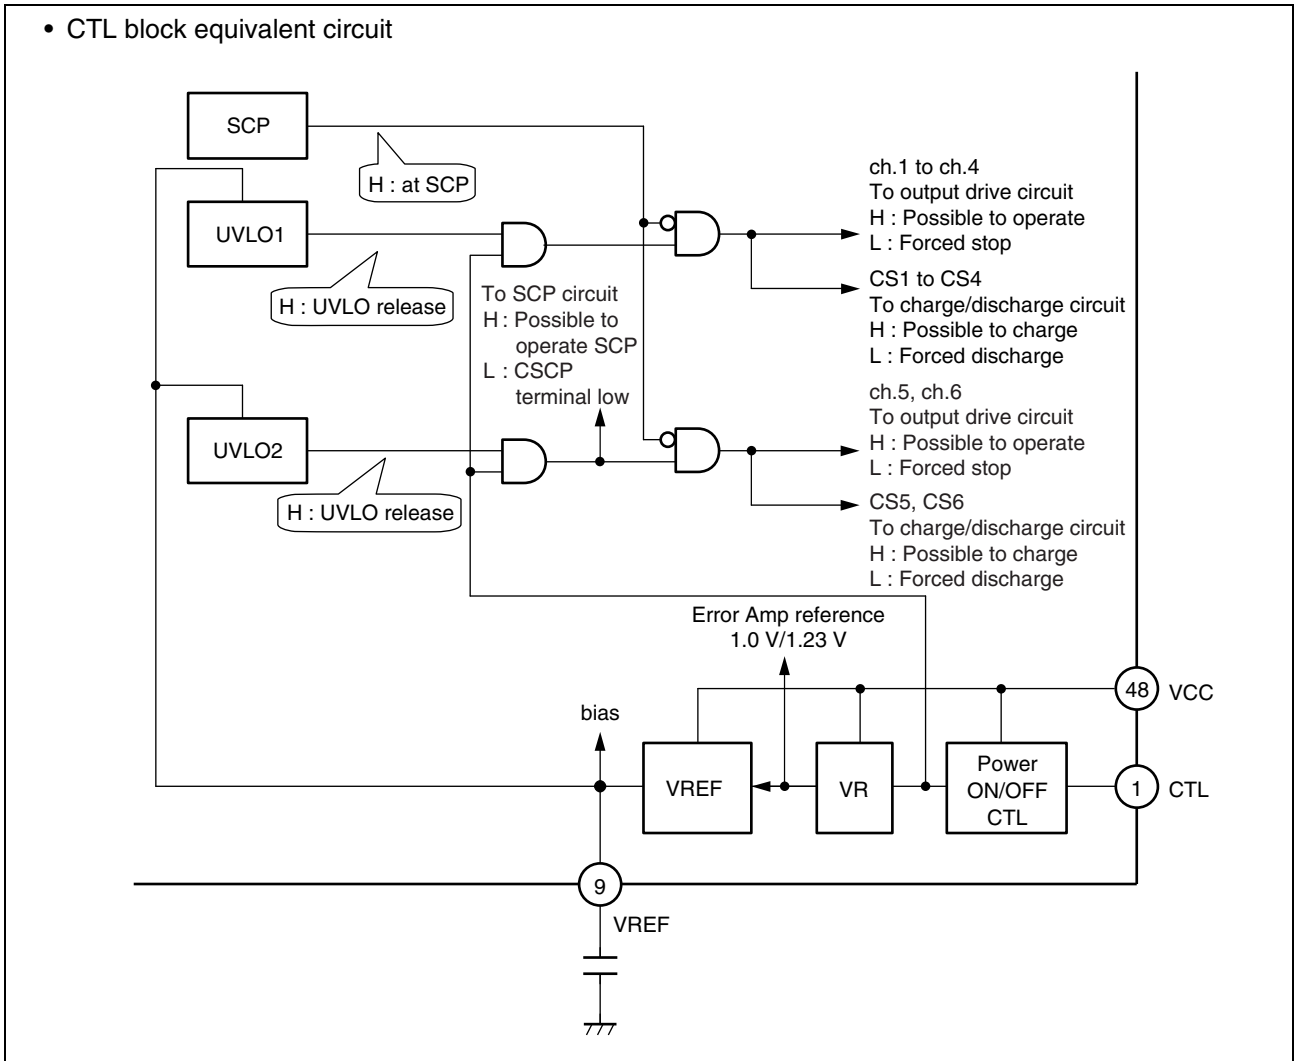 • CTL block equivalent circuit
SCP
H : at SCP
UVLO1
H : UVLO release
To SCP circuit
H : Possible to
operate SCP
L : CSCP
terminal low
UVLO2
H : UVLO release
ch.1 to ch.4
To output drive circuit
H : Possible to operate
L : Forced stop
CS1 to CS4
To charge/discharge circuit
H : Possible to charge
L : Forced discharge
ch.5, ch.6
To output drive circuit
H : Possible to operate
L : Forced stop
CS5, CS6
To charge/discharge circuit
H : Possible to charge
L : Forced discharge
Error Amp reference
1.0 V/1.23 V
48 VCC
bias
VREF
VR
Power
ON/OFF
CTL
1 CTL
9
VREF